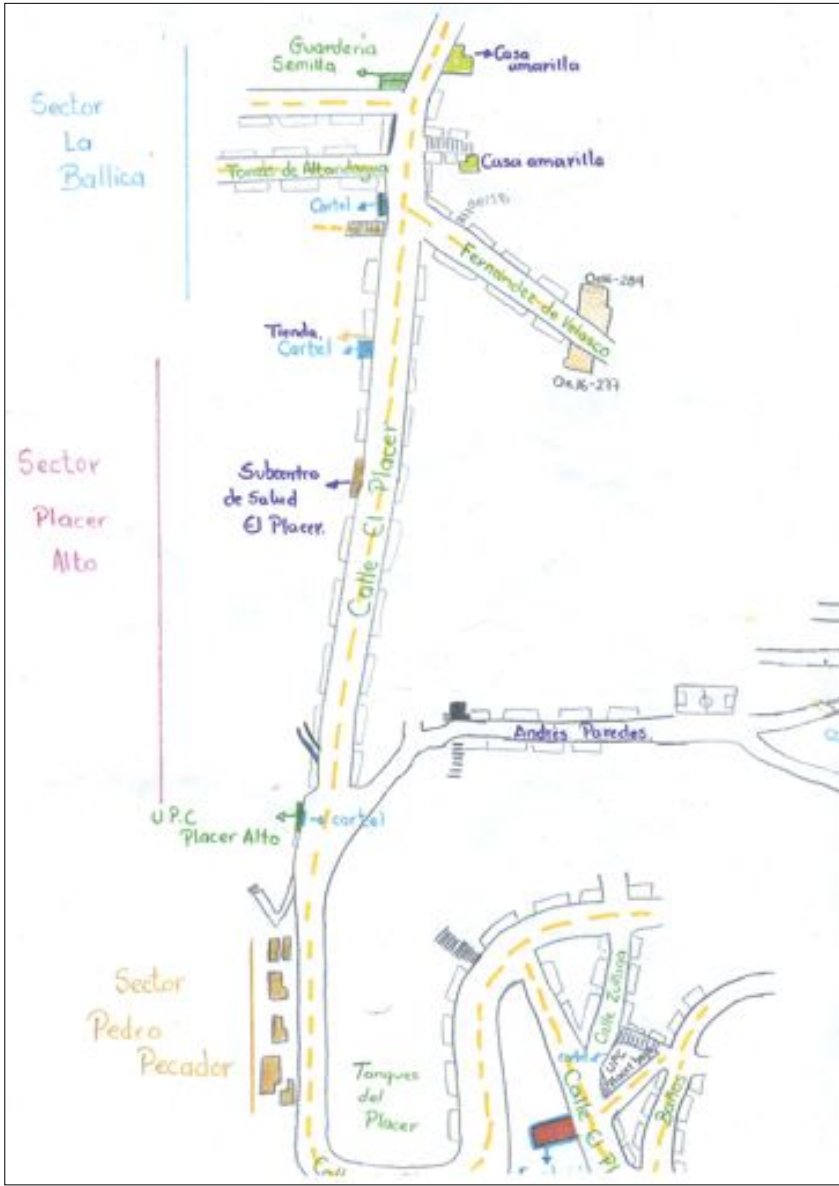 Guardería
Semilla
Casa
amarilla
Sector
La
Ballica
Casa amarilla
Cartel
Fernández de Velasco
Oe16-284
Tienda.
Cartel
Oe16-277
Calle El Placer
Sector
Placer
Alto
Subcentro
de Salud
El Placer.
Andrés Paredes
U.P.C
Placer Alto
cartel
Sector
Pedro
Pecador
Calle Zúñiga
UPC
Tanques
del
Placer
Calle El Pl
Baños